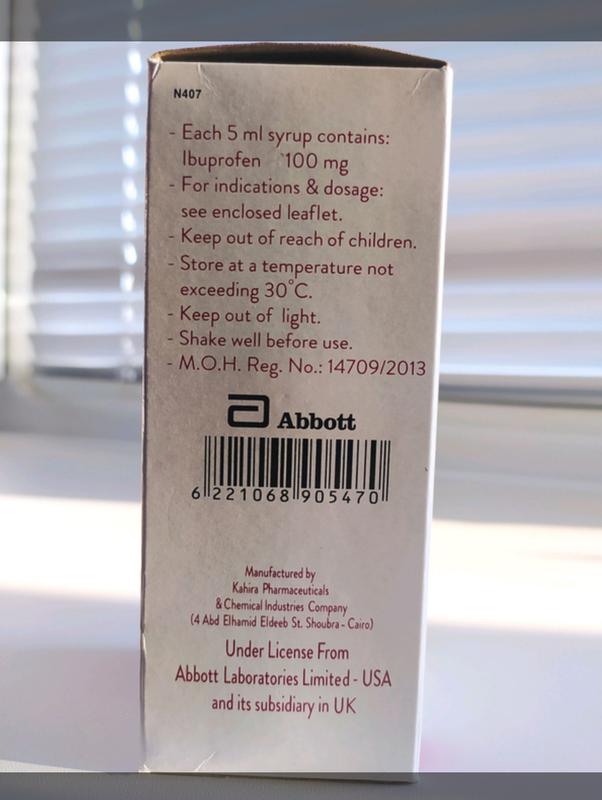 N407
- Each 5 ml syrup contains:
Ibuprofen 100 mg
- For indications & dosage:
see enclosed leaflet.
- Keep out of reach of children.
- Store at a temperature not
exceeding 30°C.
- Keep out of light.
- Shake well before use.
- M.O.H. Reg. No.: 14709/2013
Abbott
6 221068 905470
Manufactured by
Kahira Pharmaceuticals
& Chemical Industries Company
(4 Abd Elhamid Eldeeb St. Shoubra - Cairo)
Under License From
Abbott Laboratories Limited - USA
and its subsidiary in UK